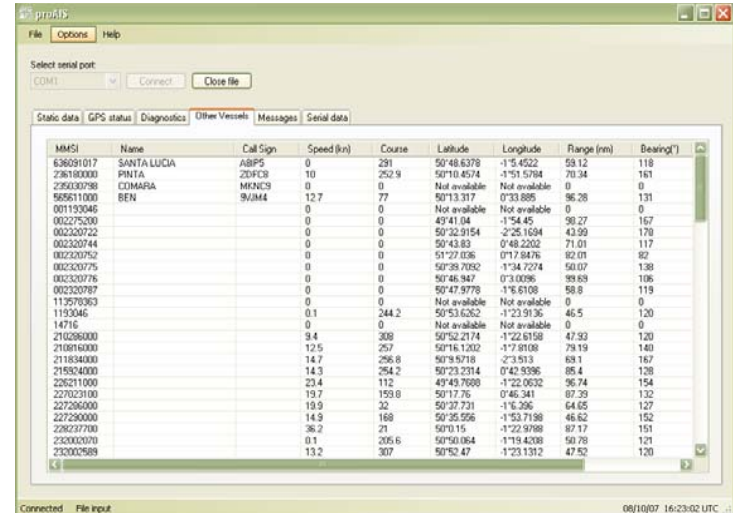 proAIS
File Options Help
Select serial port:
COM1 Connect Close file
Static data GPS status Diagnostics Other Vessels Messages Serial data
MMSI Name Call Sign Speed (kn) Course Latitude Longitude Range (nm) Bearing(°)
636091017 SANTA LUCIA A8IP5 0 291 50°48.6378 -1°5.4522 59.12 118
236180000 PINTA ZDFC8 10 252.9 50°10.4574 -1°51.5784 70.34 161
235030798 COMARA MKNC9 0 0 Not available Not available 0 0
565611000 BEN 9VJM4 12.7 77 50°13.317 0°33.885 96.28 131
001193046 0 0 Not available Not available 0 0
002275200 0 0 49°41.04 -1°54.45 98.27 167
002320722 0 0 50°32.9154 -2°25.1694 43.99 178
002320744 0 0 50°43.83 0°48.2202 71.01 117
002320752 0 0 51°27.036 0°17.8476 82.01 82
002320775 0 0 50°39.7092 -1°34.7274 50.07 138
002320776 0 0 50°46.947 0°3.0096 99.69 106
002320787 0 0 50°47.9778 -1°6.6108 58.8 119
113578363 0 0 Not available Not available 0 0
1193046 0.1 244.2 50°53.6262 -1°23.9136 46.5 120
14716 0 0 Not available Not available 0 0
210286000 9.4 308 50°52.2174 -1°22.6158 47.93 120
210816000 12.5 257 50°16.1202 -1°7.8108 79.19 140
211834000 14.7 256.8 50°9.5718 -2°3.513 69.1 167
215924000 14.3 254.2 50°23.2314 0°42.9396 85.4 128
226211000 23.4 112 49°49.7688 -1°22.0632 96.74 154
227023100 19.7 159.8 50°17.76 0°46.341 87.39 132
227286000 19.9 32 50°37.731 -1°6.396 64.65 127
227290000 14.9 168 50°35.556 -1°53.7198 46.62 152
228237700 36.2 21 50°0.15 -1°22.9788 87.17 151
232002070 0.1 205.6 50°50.064 -1°19.4208 50.78 121
232002589 13.2 307 50°52.47 -1°23.1312 47.52 120
Connected File input 08/10/07 16:23:02 UTC